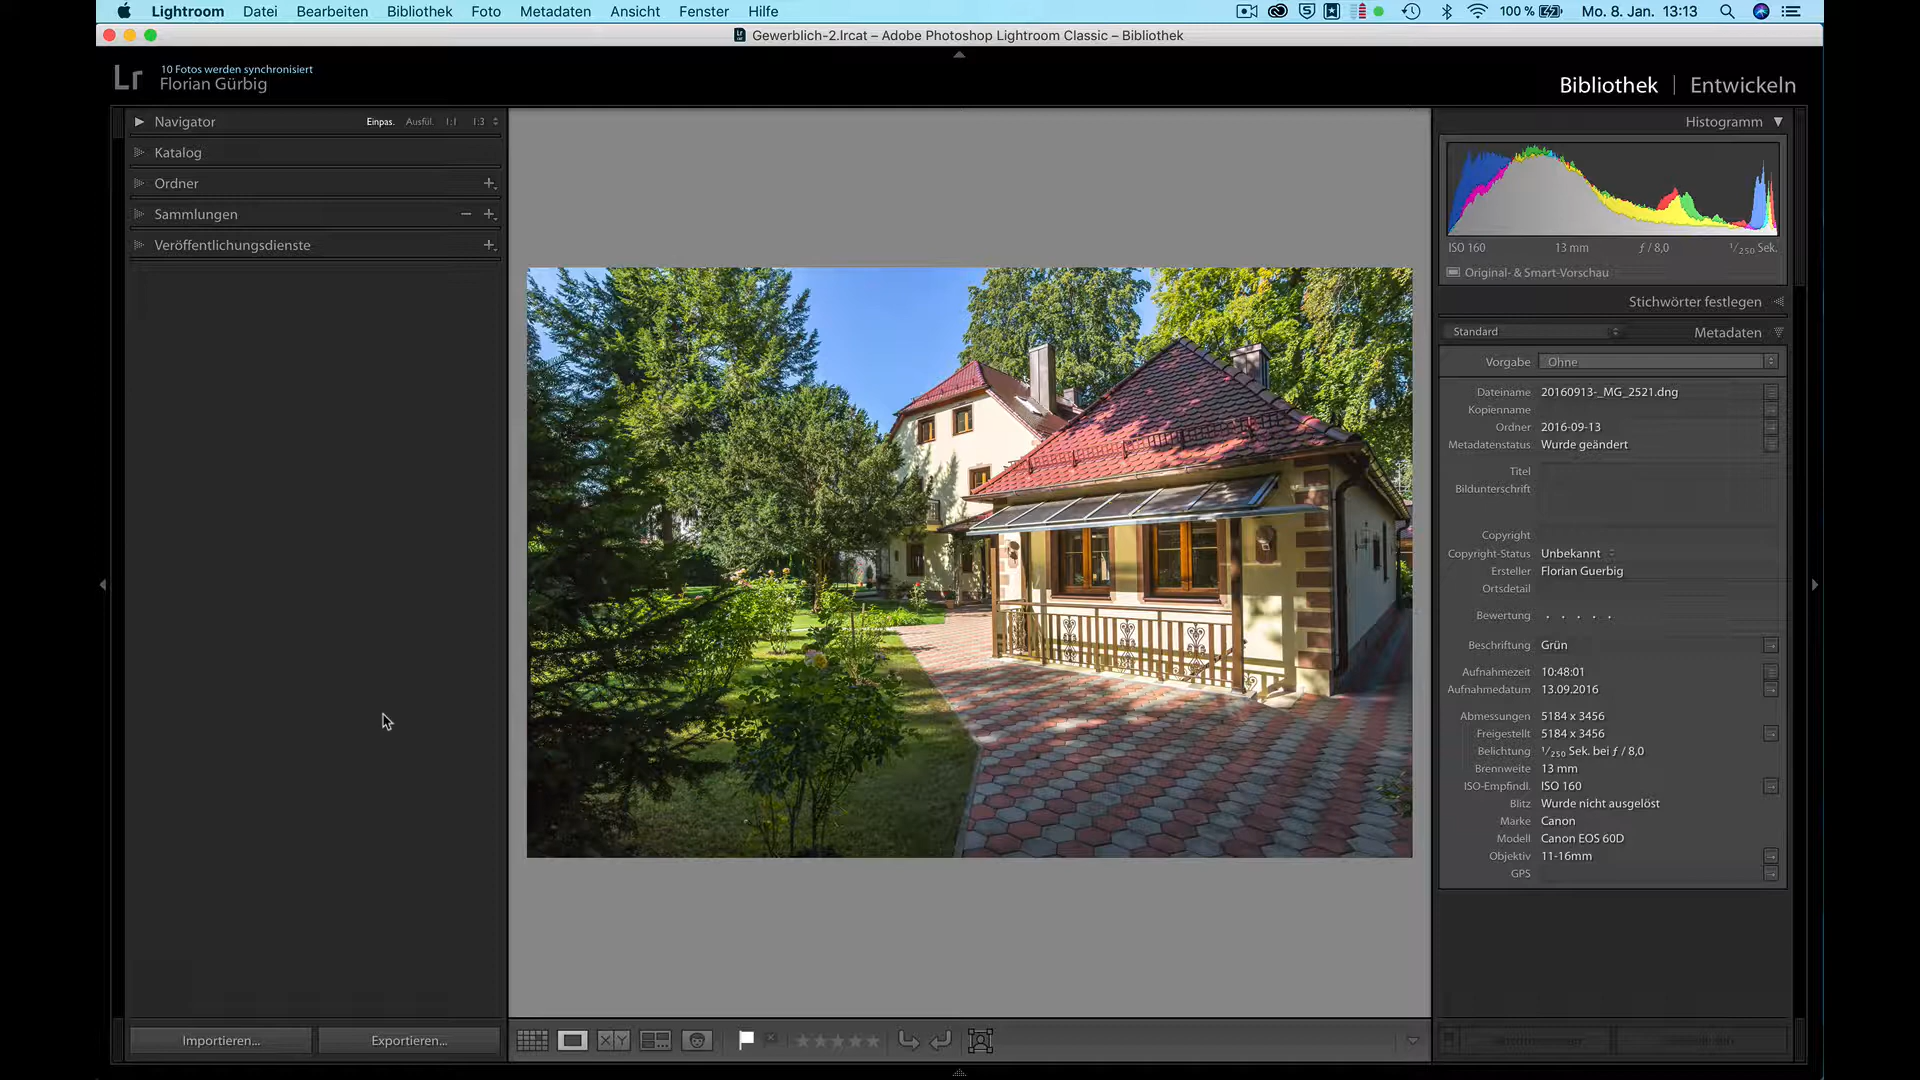 Lightroom Datei Bearbeiten Bibliothek Foto Metadaten Ansicht Fenster Hilfe 100 % Mo. 8. Jan. 13:13
Gewerblich-2.lrcat – Adobe Photoshop Lightroom Classic – Bibliothek
Lr
10 Fotos werden synchronisiert
Florian Gürbig
Bibliothek | Entwickeln
Navigator Einpas. Ausfül. 1:1 1:3
Katalog
Ordner
Sammlungen
Veröffentlichungsdienste
Histogramm
ISO 160 13 mm ƒ / 8,0 1/250 Sek.
Original- & Smart-Vorschau
Stichwörter festlegen
Standard Metadaten
Vorgabe Ohne
Dateiname 20160913-_MG_2521.dng
Kopienname
Ordner 2016-09-13
Metadatenstatus Wurde geändert
Titel
Bildunterschrift
Copyright
Copyright-Status Unbekannt
Ersteller Florian Guerbig
Ortsdetail
Bewertung . . . . .
Beschriftung Grün
Aufnahmezeit 10:48:01
Aufnahmedatum 13.09.2016
Abmessungen 5184 x 3456
Freigestellt 5184 x 3456
Belichtung 1/250 Sek. bei ƒ / 8,0
Brennweite 13 mm
ISO-Empfindl. ISO 160
Blitz Wurde nicht ausgelöst
Marke Canon
Modell Canon EOS 60D
Objektiv 11-16mm
GPS
Importieren... Exportieren...
X Y